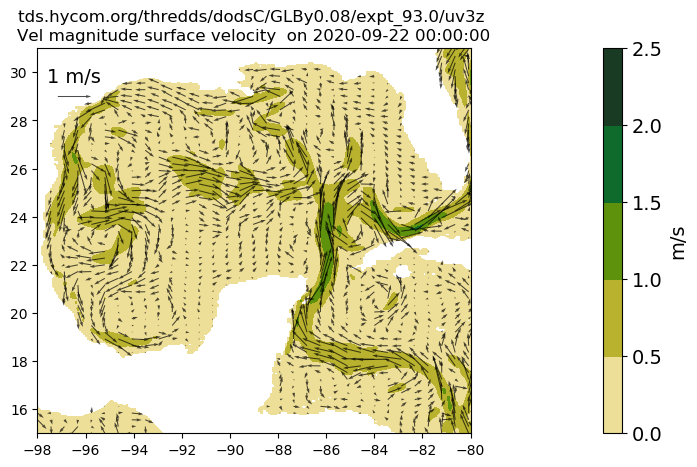 tds.hycom.org/thredds/dodsC/GLBy0.08/expt_93.0/uv3z
Vel magnitude surface velocity  on 2020-09-22 00:00:00
1 m/s
30
28
26
24
22
20
18
16
−98 −96 −94 −92 −90 −88 −86 −84 −82 −80
2.5
2.0
1.5
1.0
0.5
0.0
m/s